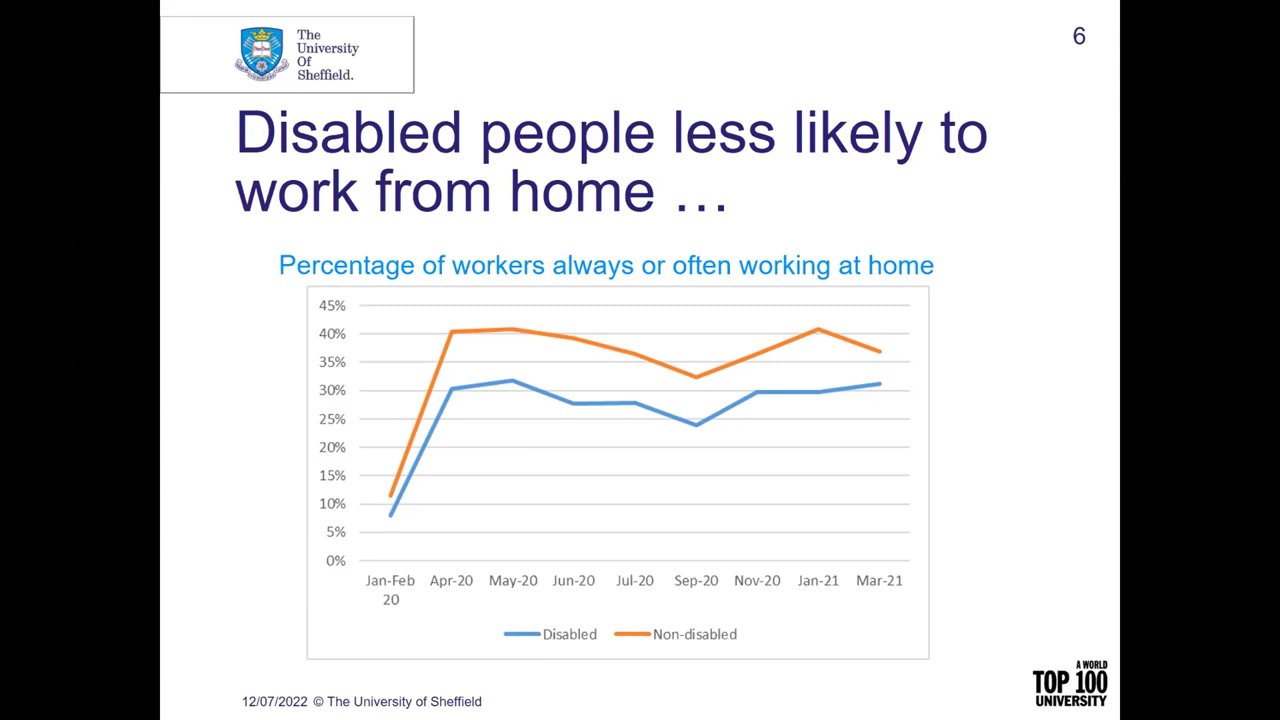 The
University
Of
Sheffield.
6
Disabled people less likely to
work from home …
Percentage of workers always or often working at home
45%
40%
35%
30%
25%
20%
15%
10%
5%
0%
Jan-Feb 20
Apr-20
May-20
Jun-20
Jul-20
Sep-20
Nov-20
Jan-21
Mar-21
Disabled
Non-disabled
12/07/2022 © The University of Sheffield
A WORLD
TOP 100
UNIVERSITY